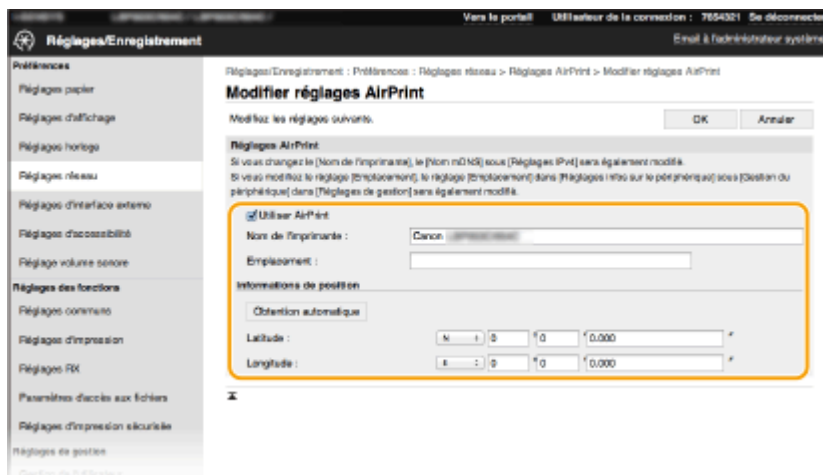 Vers le portail Utilisateur de la connexion : 7654321 Se déconnecter
Réglages/Enregistrement
Email à l'administrateur système
Préférences
Réglages papier
Réglages d'affichage
Réglages horloge
Réglages réseau
Réglages d'interface externe
Réglages d'accessibilité
Réglage volume sonore
Réglages des fonctions
Réglages communs
Réglages d'impression
Réglages RX
Paramètres d'accès aux fichiers
Réglages d'impression sécurisée
Réglages de gestion
Réglages/Enregistrement : Préférences : Réglages réseau > Réglages AirPrint > Modifier réglages AirPrint
Modifier réglages AirPrint
Modifiez les réglages suivants.
OK Annuler
Réglages AirPrint
Si vous changez le [Nom de l'imprimante], le [Nom mDNS] sous [Réglages IPv4] sera également modifié.
Si vous modifiez le réglage [Emplacement], le réglage [Emplacement] dans [Réglages infos sur le périphérique] sous [Gestion du
périphérique] dans [Réglages de gestion] sera également modifié.
Utiliser AirPrint
Nom de l'imprimante : Canon
Emplacement :
Informations de position
Obtention automatique
Latitude : N 0 ° 0 ' 0.000 "
Longitude : E 0 ° 0 ' 0.000 "